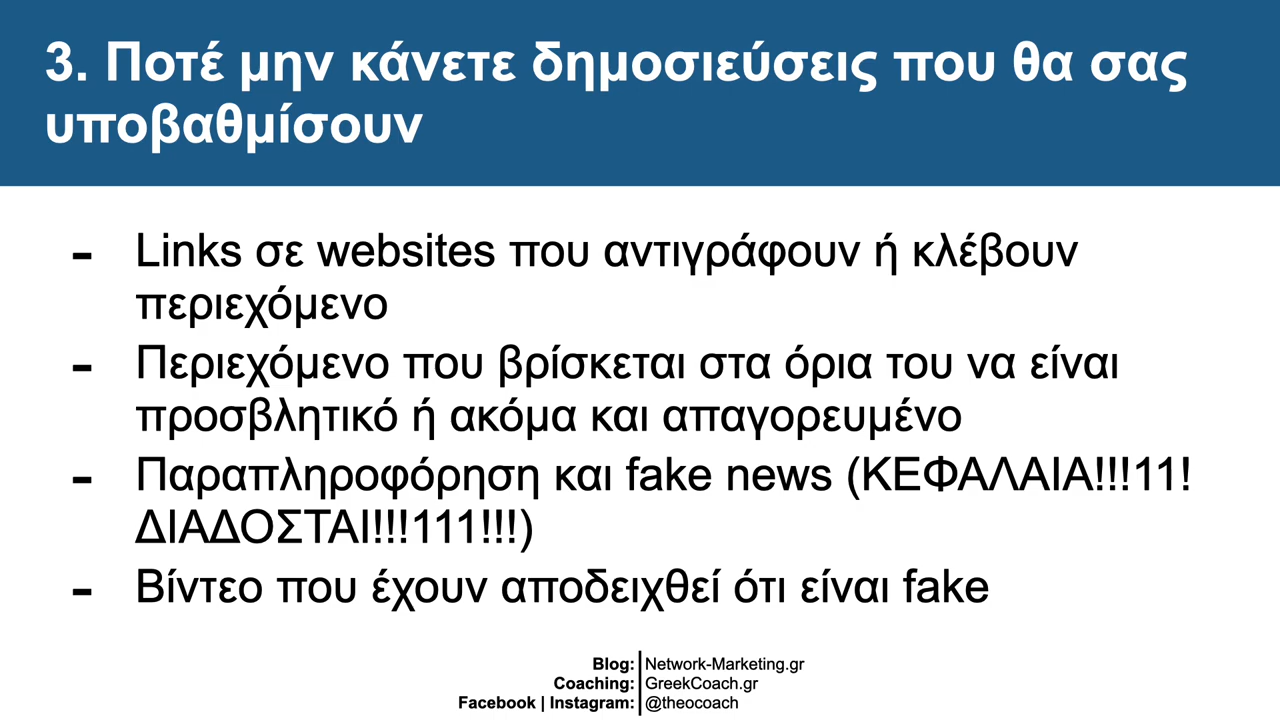 3. Ποτέ μην κάνετε δημοσιεύσεις που θα σας
υποβαθμίσουν
- Links σε websites που αντιγράφουν ή κλέβουν
περιεχόμενο
- Περιεχόμενο που βρίσκεται στα όρια του να είναι
προσβλητικό ή ακόμα και απαγορευμένο
- Παραπληροφόρηση και fake news (ΚΕΦΑΛΑΙΑ!!!11!
ΔΙΑΔΟΣΤΑΙ!!!111!!!)
- Βίντεο που έχουν αποδειχθεί ότι είναι fake
Blog: Network-Marketing.gr
Coaching: GreekCoach.gr
Facebook | Instagram: @theocoach